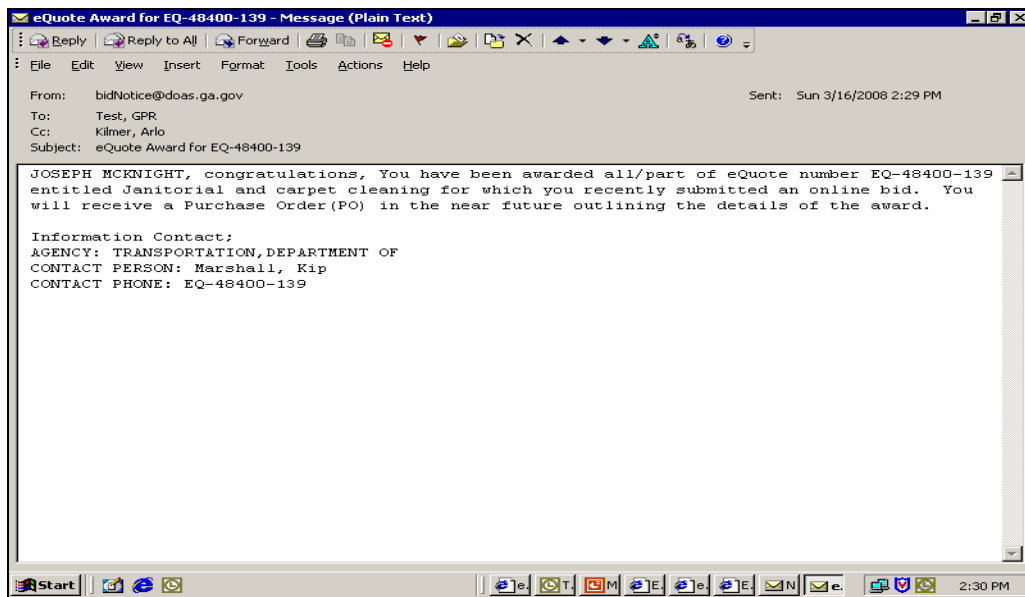 eQuote Award for EQ-48400-139 - Message (Plain Text)
Reply Reply to All Forward
File Edit View Insert Format Tools Actions Help
From: bidNotice@doas.ga.gov Sent: Sun 3/16/2008 2:29 PM
To: Test, GPR
Cc: Kilmer, Arlo
Subject: eQuote Award for EQ-48400-139
JOSEPH MCKNIGHT, congratulations, You have been awarded all/part of eQuote number EQ-48400-139
entitled Janitorial and carpet cleaning for which you recently submitted an online bid. You
will receive a Purchase Order(PO) in the near future outlining the details of the award.
Information Contact;
AGENCY: TRANSPORTATION,DEPARTMENT OF
CONTACT PERSON: Marshall, Kip
CONTACT PHONE: EQ-48400-139
Start e. T. M E. e. E. N e. 2:30 PM